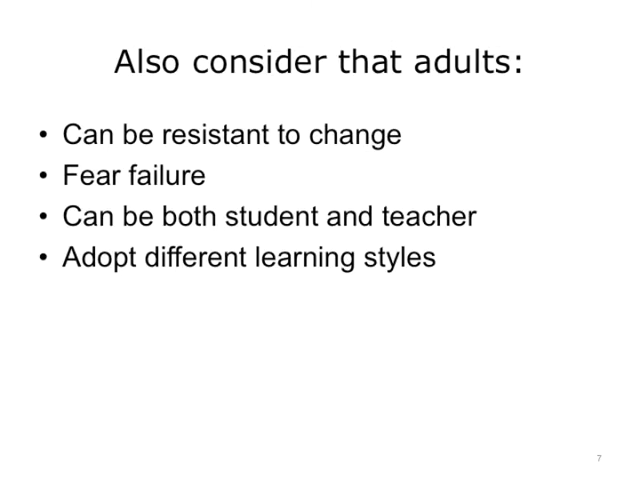 Also consider that adults:
• Can be resistant to change
• Fear failure
• Can be both student and teacher
• Adopt different learning styles
7